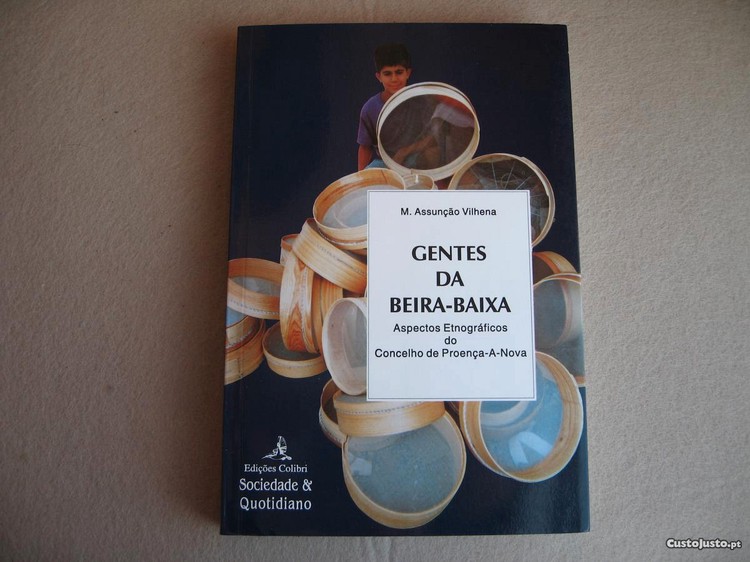 M. Assunção Vilhena
GENTES
DA
BEIRA-BAIXA
Aspectos Etnográficos
do
Concelho de Proença-A-Nova
Edições Colibri
Sociedade &
Quotidiano
CustoJusto.pt